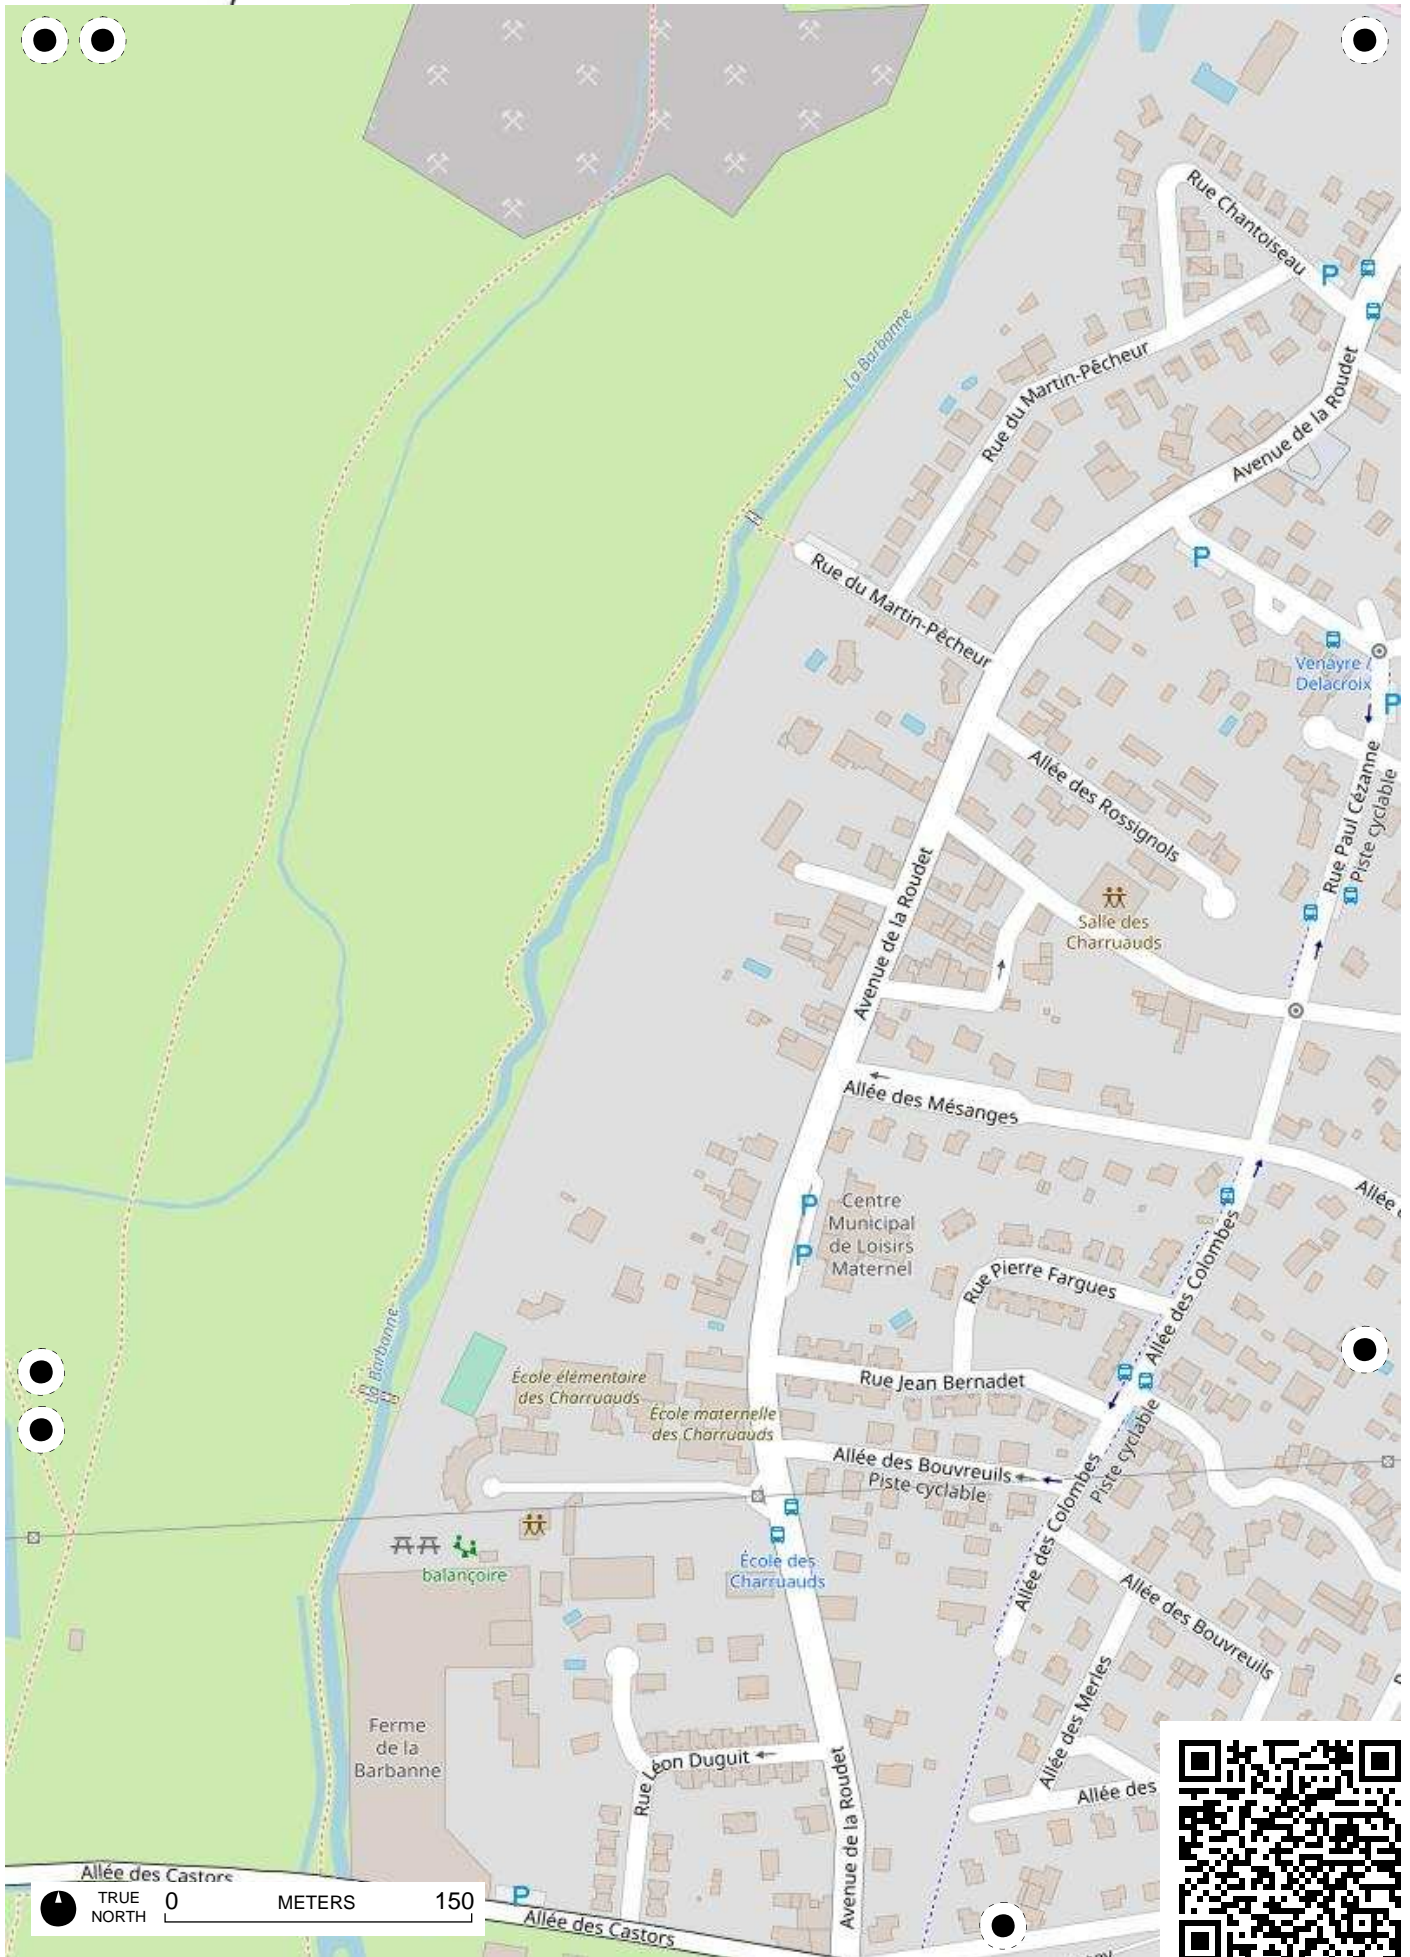 Rue Chantoiseau
P
La Barbanne
Rue du Martin-Pêcheur
Avenue de la Roudet
Rue du Martin-Pêcheur
P
Rue du Martin-Pêcheur
Venayre /
Delacroix
P
Allée des Rossignols
Rue Paul Cézanne
Piste cyclable
Avenue de la Roudet
Salle des
Charruauds
Allée des Mésanges
Allée
P
P
Centre
Municipal
de Loisirs
Maternel
Allée des Colombes
Rue Pierre Fargues
La Barbanne
École élémentaire
des Charruauds
École maternelle
des Charruauds
Rue Jean Bernadet
Allée des Bouvreuils
Piste cyclable
Allée des Colombes
Piste cyclable
balançoire
École des
Charruauds
Allée des Bouvreuils
Allée des Merles
Ferme
de la
Barbanne
Rue Léon Duguit
Avenue de la Roudet
Allée des
Allée des Castors
P
Allée des Castors
TRUE
NORTH
0 METERS 150